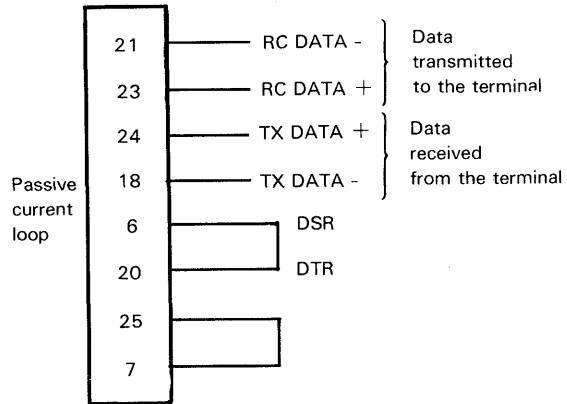 21 RC DATA - Data
transmitted
23 RC DATA + to the terminal
24 TX DATA + Data
received
18 TX DATA - from the terminal
Passive
current
loop
6 DSR
20 DTR
25
7